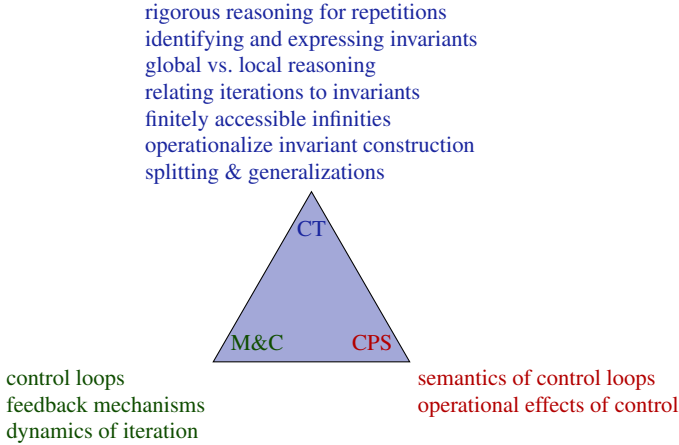 rigorous reasoning for repetitions
identifying and expressing invariants
global vs. local reasoning
relating iterations to invariants
finitely accessible infinities
operationalize invariant construction
splitting & generalizations
CT
M&C
CPS
control loops
feedback mechanisms
dynamics of iteration
semantics of control loops
operational effects of control